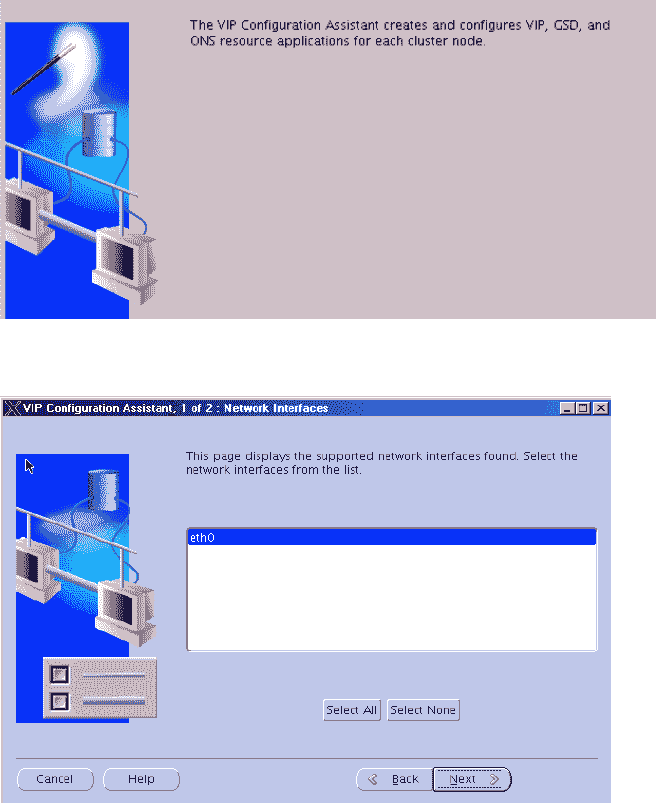 The VIP Configuration Assistant creates and configures VIP, GSD, and
ONS resource applications for each cluster node.
VIP Configuration Assistant, 1 of 2 : Network Interfaces
This page displays the supported network interfaces found. Select the
network interfaces from the list.
eth0
Select All Select None
Cancel Help Back Next